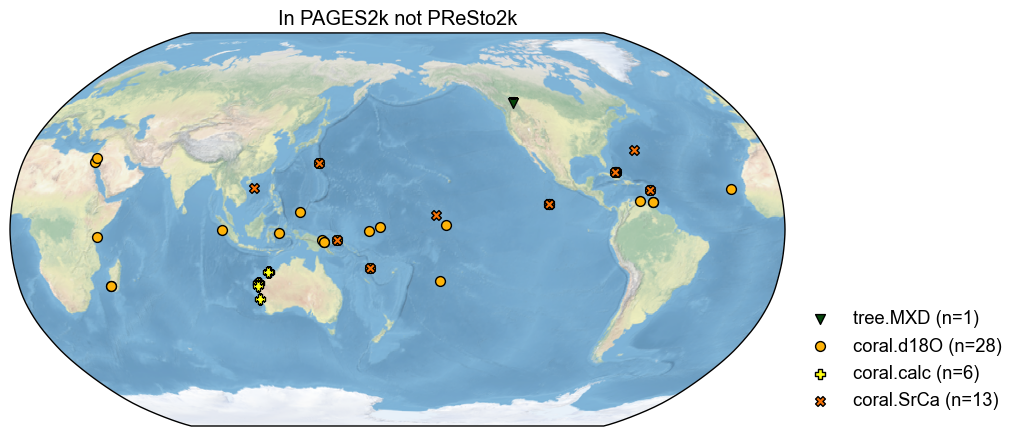 In PAGES2k not PReSto2k
tree.MXD (n=1)
coral.d18O (n=28)
coral.calc (n=6)
coral.SrCa (n=13)